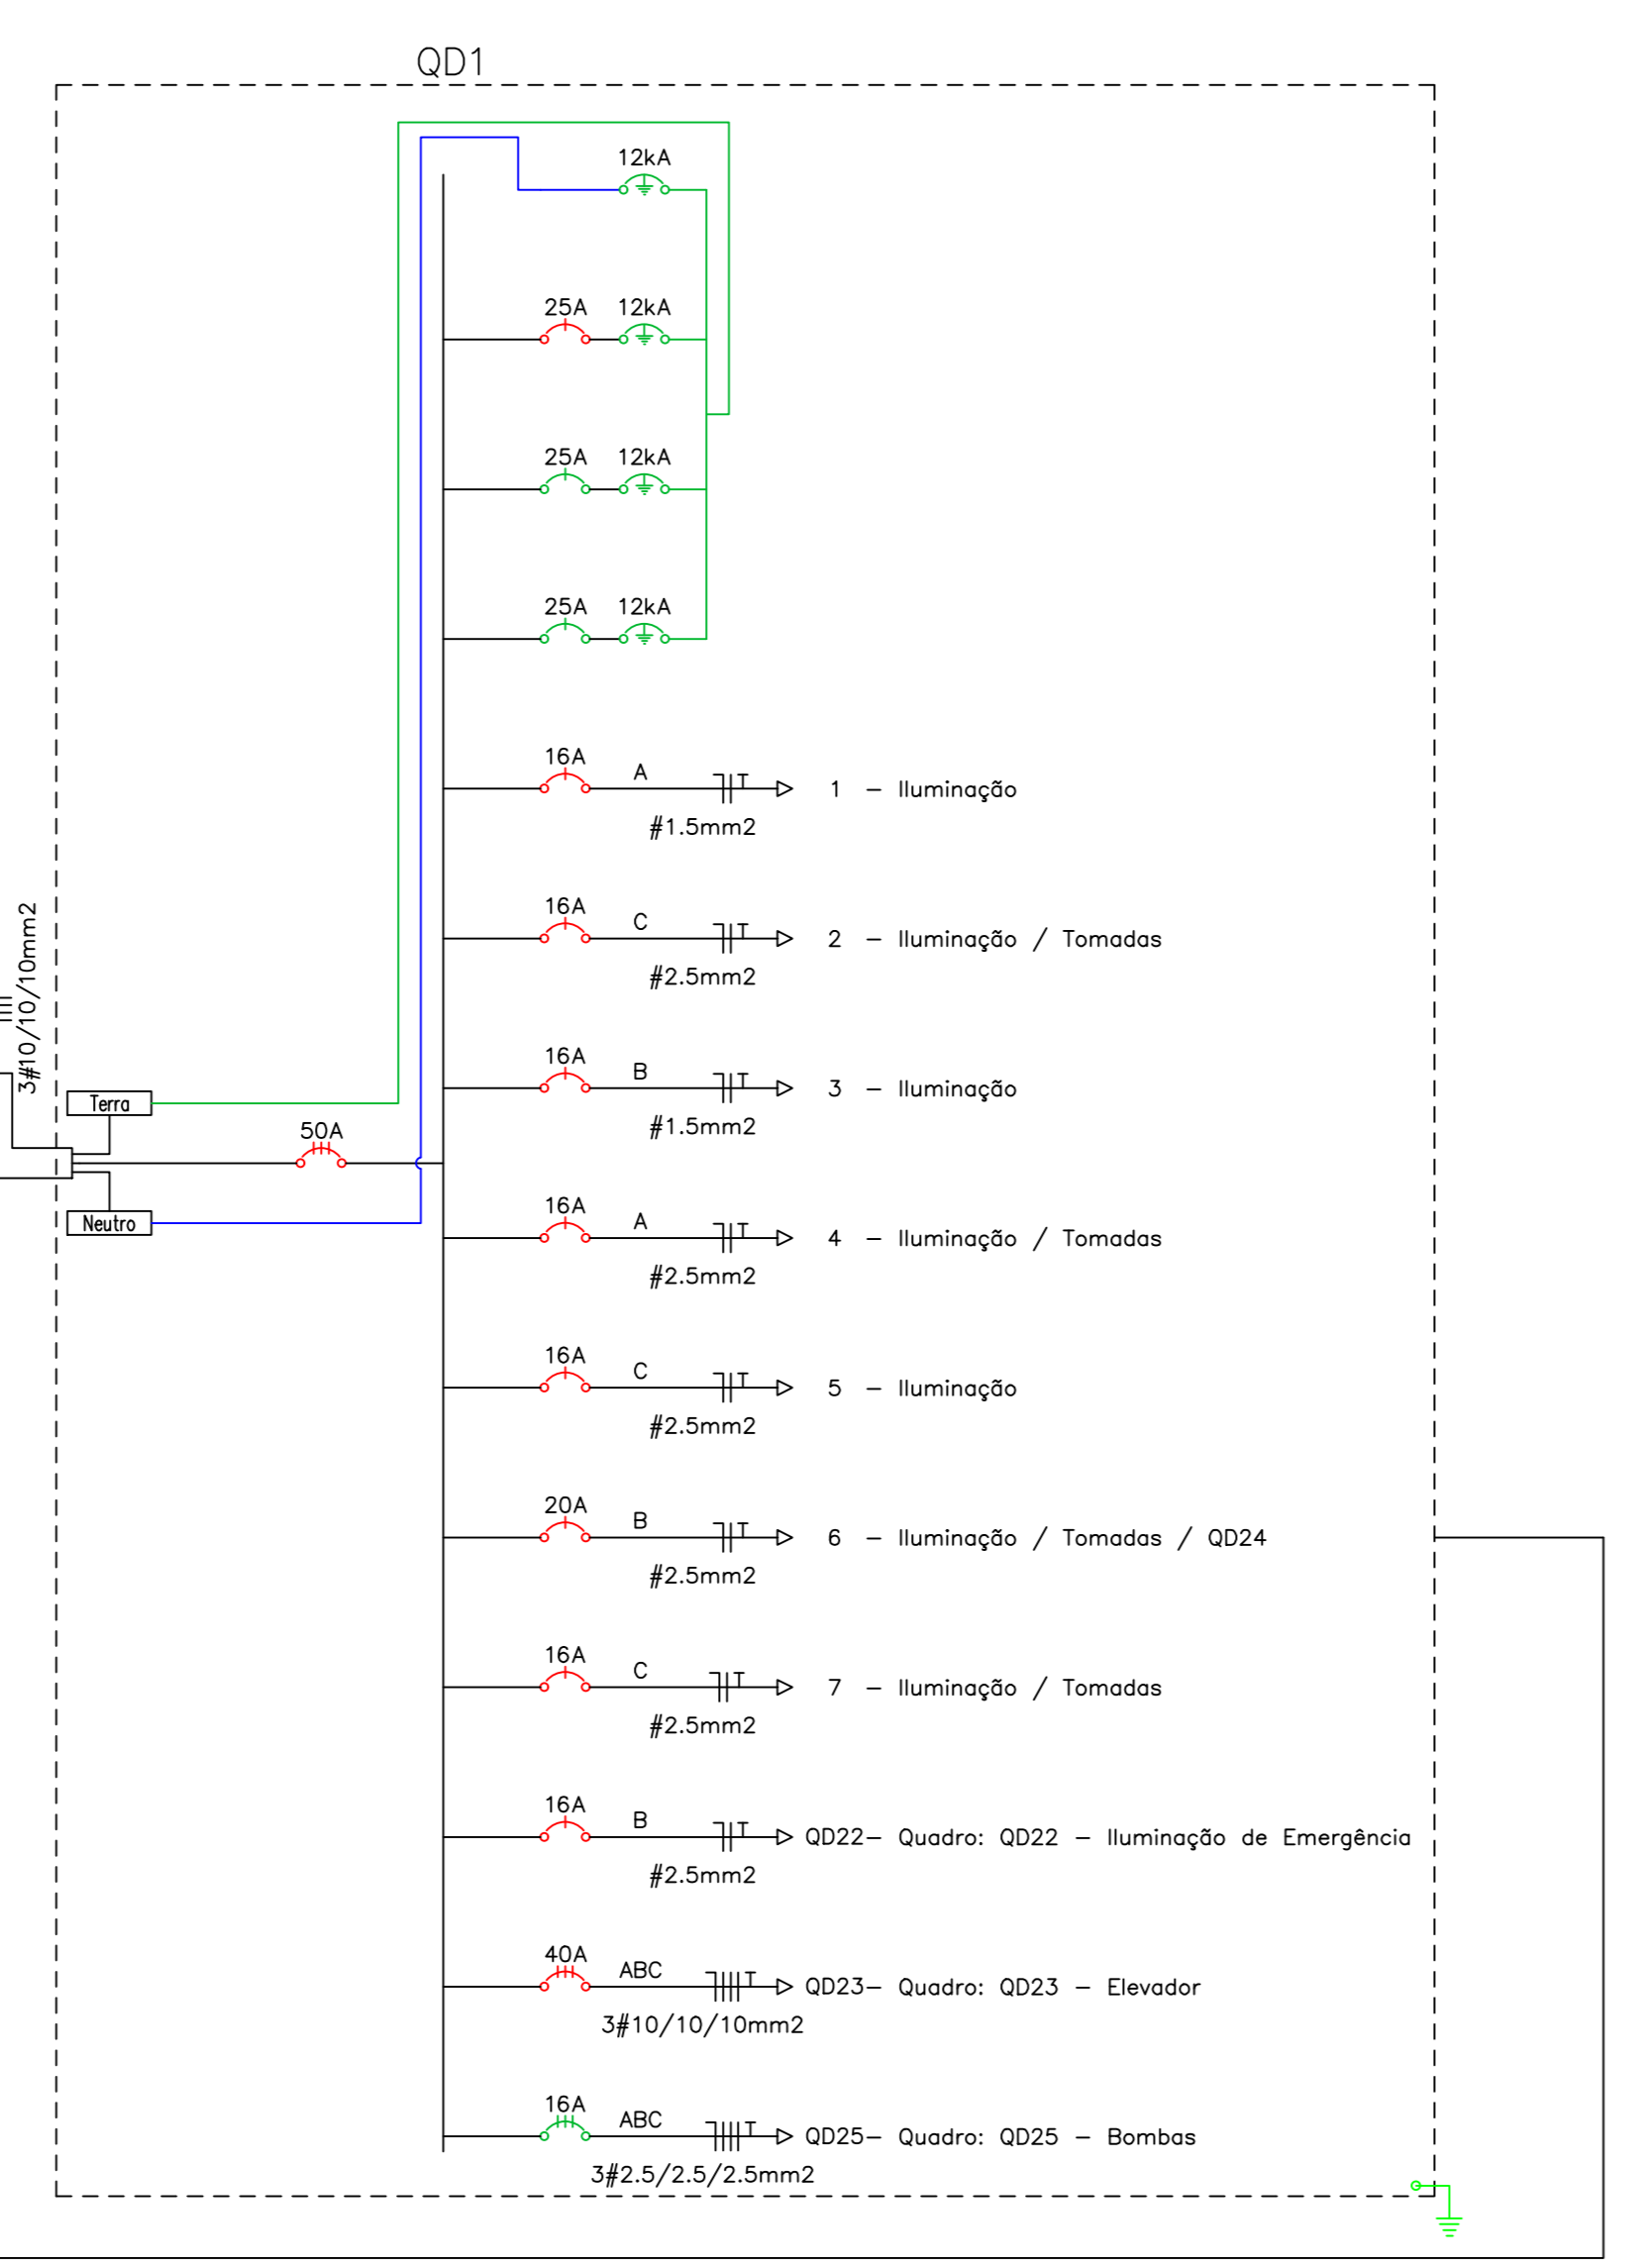 QD1
12kA
25A 12kA
25A 12kA
25A 12kA
16A A T 1 - Iluminação
#1.5mm2
16A C T 2 - Iluminação / Tomadas
#2.5mm2
3#10/10/10mm2
16A B T 3 - Iluminação
#1.5mm2
Terra
50A
Neutro
16A A T 4 - Iluminação / Tomadas
#2.5mm2
16A C T 5 - Iluminação
#2.5mm2
20A B T 6 - Iluminação / Tomadas / QD24
#2.5mm2
16A C T 7 - Iluminação / Tomadas
#2.5mm2
16A B T QD22- Quadro: QD22 - Iluminação de Emergência
#2.5mm2
40A ABC T QD23- Quadro: QD23 - Elevador
3#10/10/10mm2
16A ABC T QD25- Quadro: QD25 - Bombas
3#2.5/2.5/2.5mm2